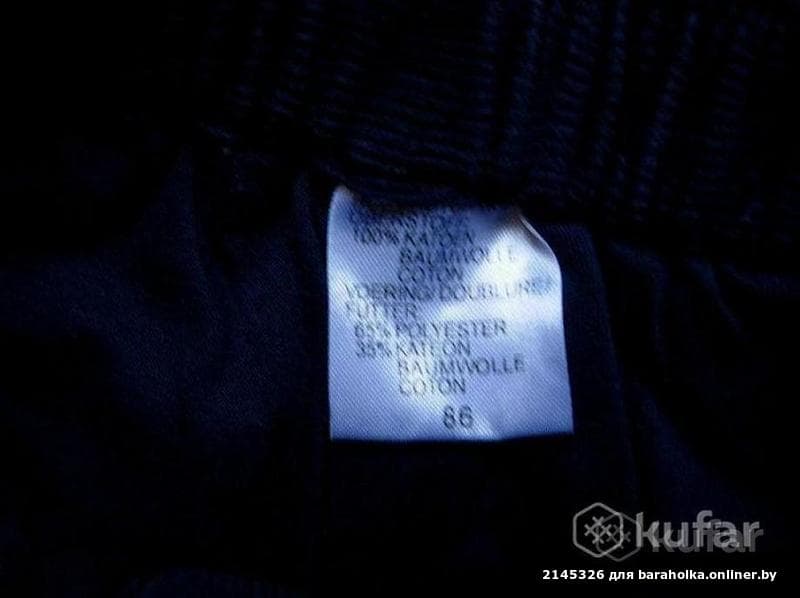 100% KATOEN
BAUMWOLLE
COTON
VOERING/DOUBLURE/
FUTTER
65% POLYESTER
35% KATEON
BAUMWOLLE
COTON
86
kufar
2145326 для baraholka.onliner.by